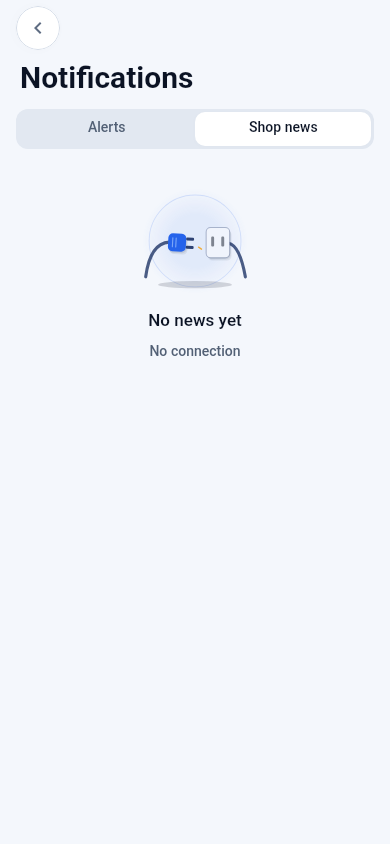 Notifications
Alerts
Shop news
No news yet
No connection